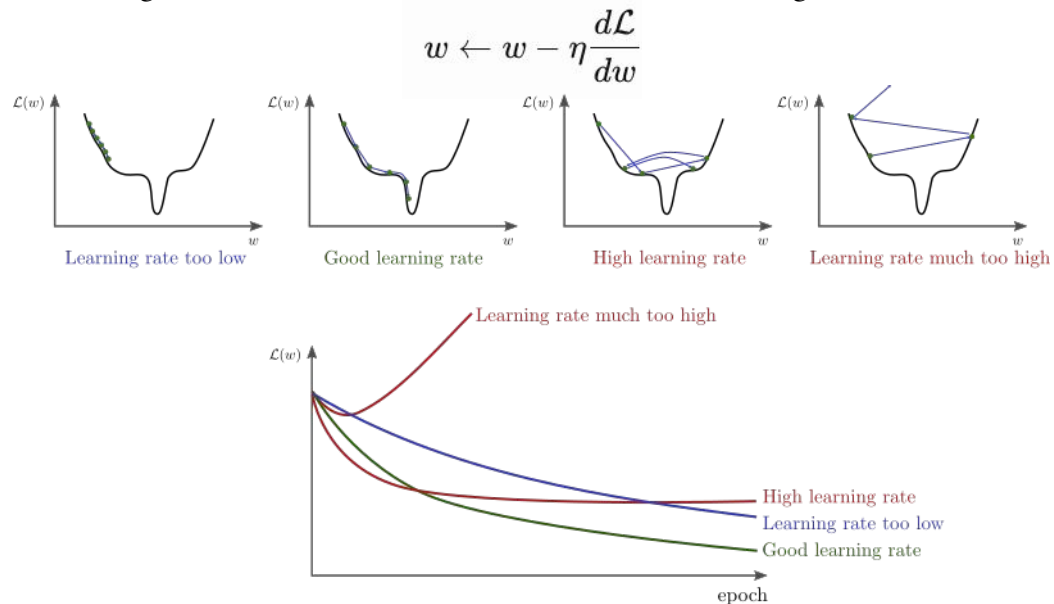 w ← w − η dℒ/dw
ℒ(w) ℒ(w) ℒ(w) ℒ(w)
w w w w
Learning rate too low Good learning rate High learning rate Learning rate much too high
Learning rate much too high
ℒ(w)
High learning rate
Learning rate too low
Good learning rate
epoch